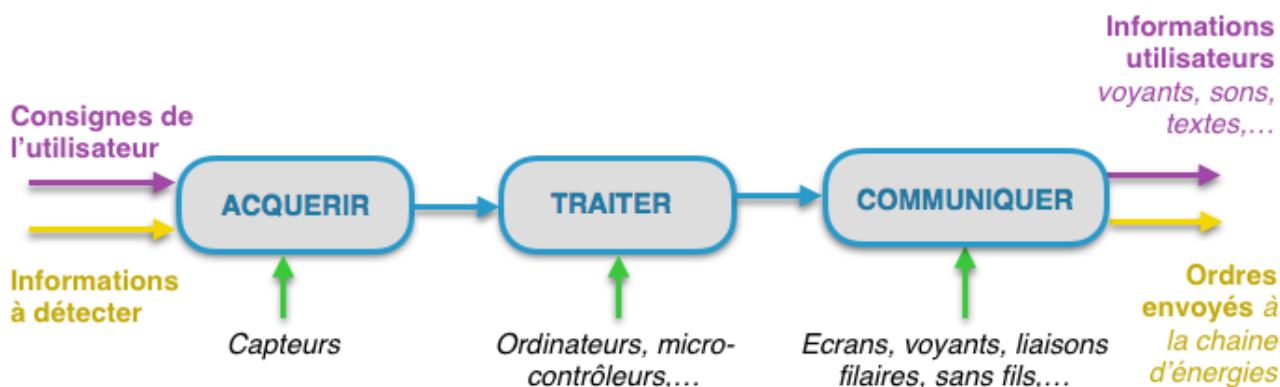 Consignes de
l'utilisateur
Informations
à détecter
ACQUERIR
Capteurs
TRAITER
Ordinateurs, micro-
contrôleurs,...
COMMUNIQUER
Ecrans, voyants, liaisons
filaires, sans fils,...
Informations
utilisateurs
voyants, sons,
textes,...
Ordres
envoyés à
la chaine
d'énergies